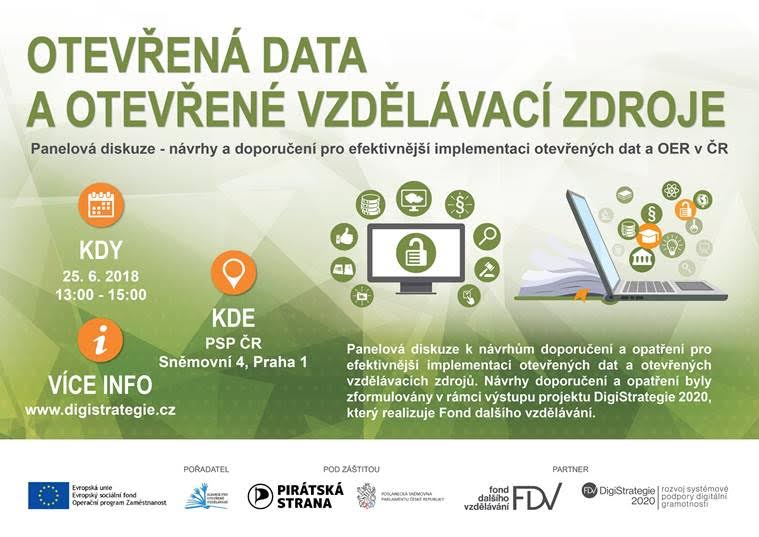 OTEVŘENÁ DATA
A OTEVŘENÉ VZDĚLÁVACÍ ZDROJE
Panelová diskuze - návrhy a doporučení pro efektivnější implementaci otevřených dat a OER v ČR
KDY
25. 6. 2018
13:00 - 15:00
KDE
PSP ČR
Sněmovní 4, Praha 1
VÍCE INFO
www.digistrategie.cz
Panelová diskuze k návrhům doporučení a opatření pro
efektivnější implementaci otevřených dat a otevřených
vzdělávacích zdrojů. Návrhy doporučení a opatření byly
zformulovány v rámci výstupu projektu DigiStrategie 2020,
který realizuje Fond dalšího vzdělávání.
Evropská unie
Evropský sociální fond
Operační program Zaměstnanost
POŘADATEL
ALIANCE PRO
OTEVŘENÉ
VZDĚLÁVÁNÍ
POD ZÁŠTITOU
PIRÁTSKÁ
STRANA
POSLANECKÁ SNĚMOVNA
PARLAMENTU ČESKÉ REPUBLIKY
PARTNER
fond
dalšího
vzdělávání
FDV
FDV DigiStrategie
2020
rozvoj systémové
podpory digitální
gramotnosti